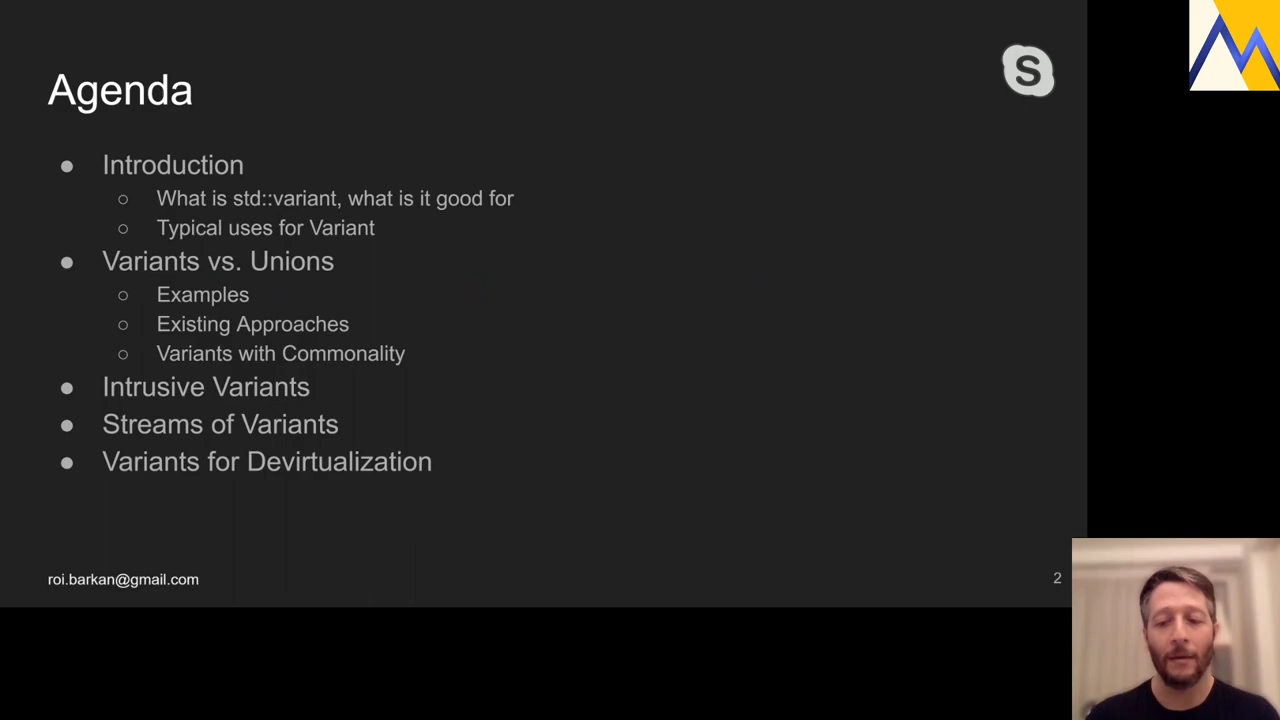 Agenda
S
● Introduction
○ What is std::variant, what is it good for
○ Typical uses for Variant
● Variants vs. Unions
○ Examples
○ Existing Approaches
○ Variants with Commonality
● Intrusive Variants
● Streams of Variants
● Variants for Devirtualization
roi.barkan@gmail.com
2